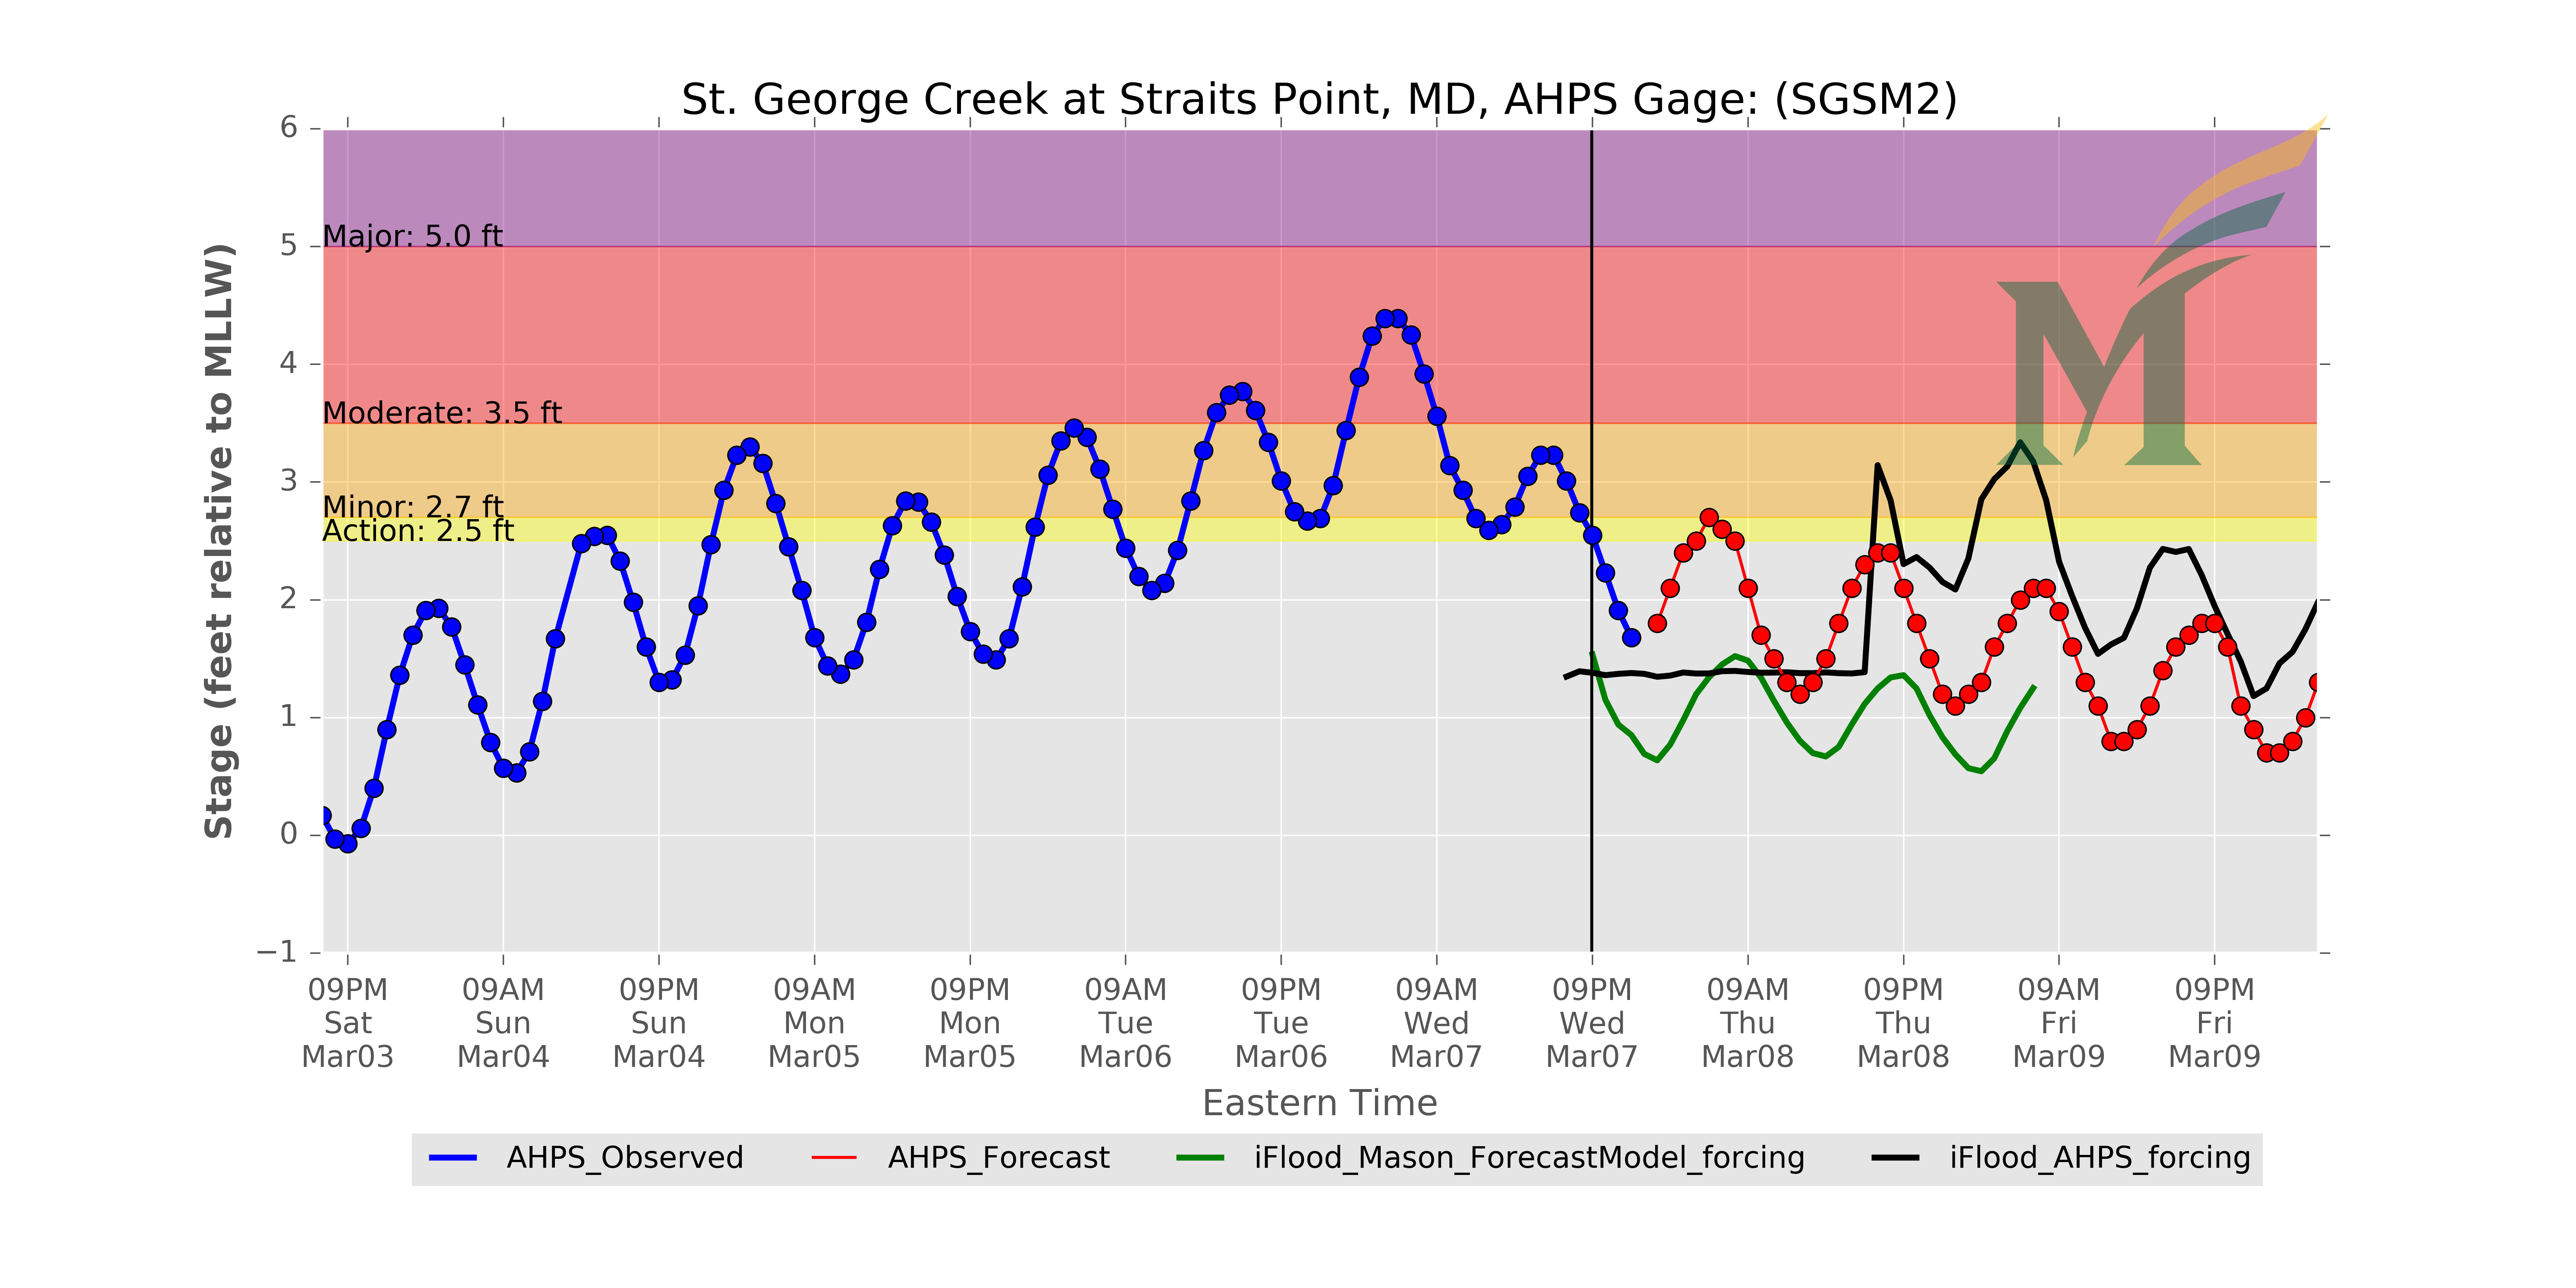 St. George Creek at Straits Point, MD, AHPS Gage: (SGSM2)
Stage (feet relative to MLLW)
6
5
4
3
2
1
0
−1
Major: 5.0 ft
Moderate: 3.5 ft
Minor: 2.7 ft
Action: 2.5 ft
M
09PM 09AM 09PM 09AM 09PM 09AM 09PM 09AM 09PM 09AM 09PM 09AM 09PM
Sat Sun Sun Mon Mon Tue Tue Wed Wed Thu Thu Fri Fri
Mar03 Mar04 Mar04 Mar05 Mar05 Mar06 Mar06 Mar07 Mar07 Mar08 Mar08 Mar09 Mar09
Eastern Time
AHPS_Observed AHPS_Forecast iFlood_Mason_ForecastModel_forcing iFlood_AHPS_forcing